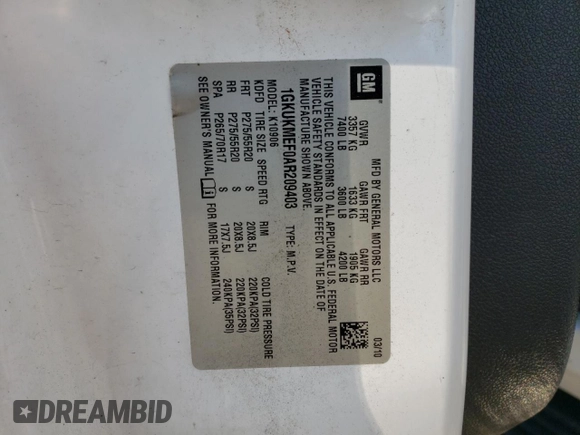 GM
MFD BY GENERAL MOTORS LLC
03/10
GVWR GAWR FRT GAWR RR
3357 KG 1633 KG 1905 KG
7400 LB 3600 LB 4200 LB
THIS VEHICLE CONFORMS TO ALL APPLICABLE U.S. FEDERAL MOTOR
VEHICLE SAFETY STANDARDS IN EFFECT ON THE DATE OF
MANUFACTURE SHOWN ABOVE.
1GKUKMEF0AR209403 TYPE: M.P.V.
MODEL: K10906
KDFD TIRE SIZE SPEED RTG RIM COLD TIRE PRESSURE
FRT P275/55R20 S 20X8.5J 220KPA(32PSI)
RR P275/55R20 S 20X8.5J 220KPA(32PSI)
SPA P265/70R17 S 17X7.5J 240KPA(35PSI)
SEE OWNER'S MANUAL FOR MORE INFORMATION.
DREAMBID